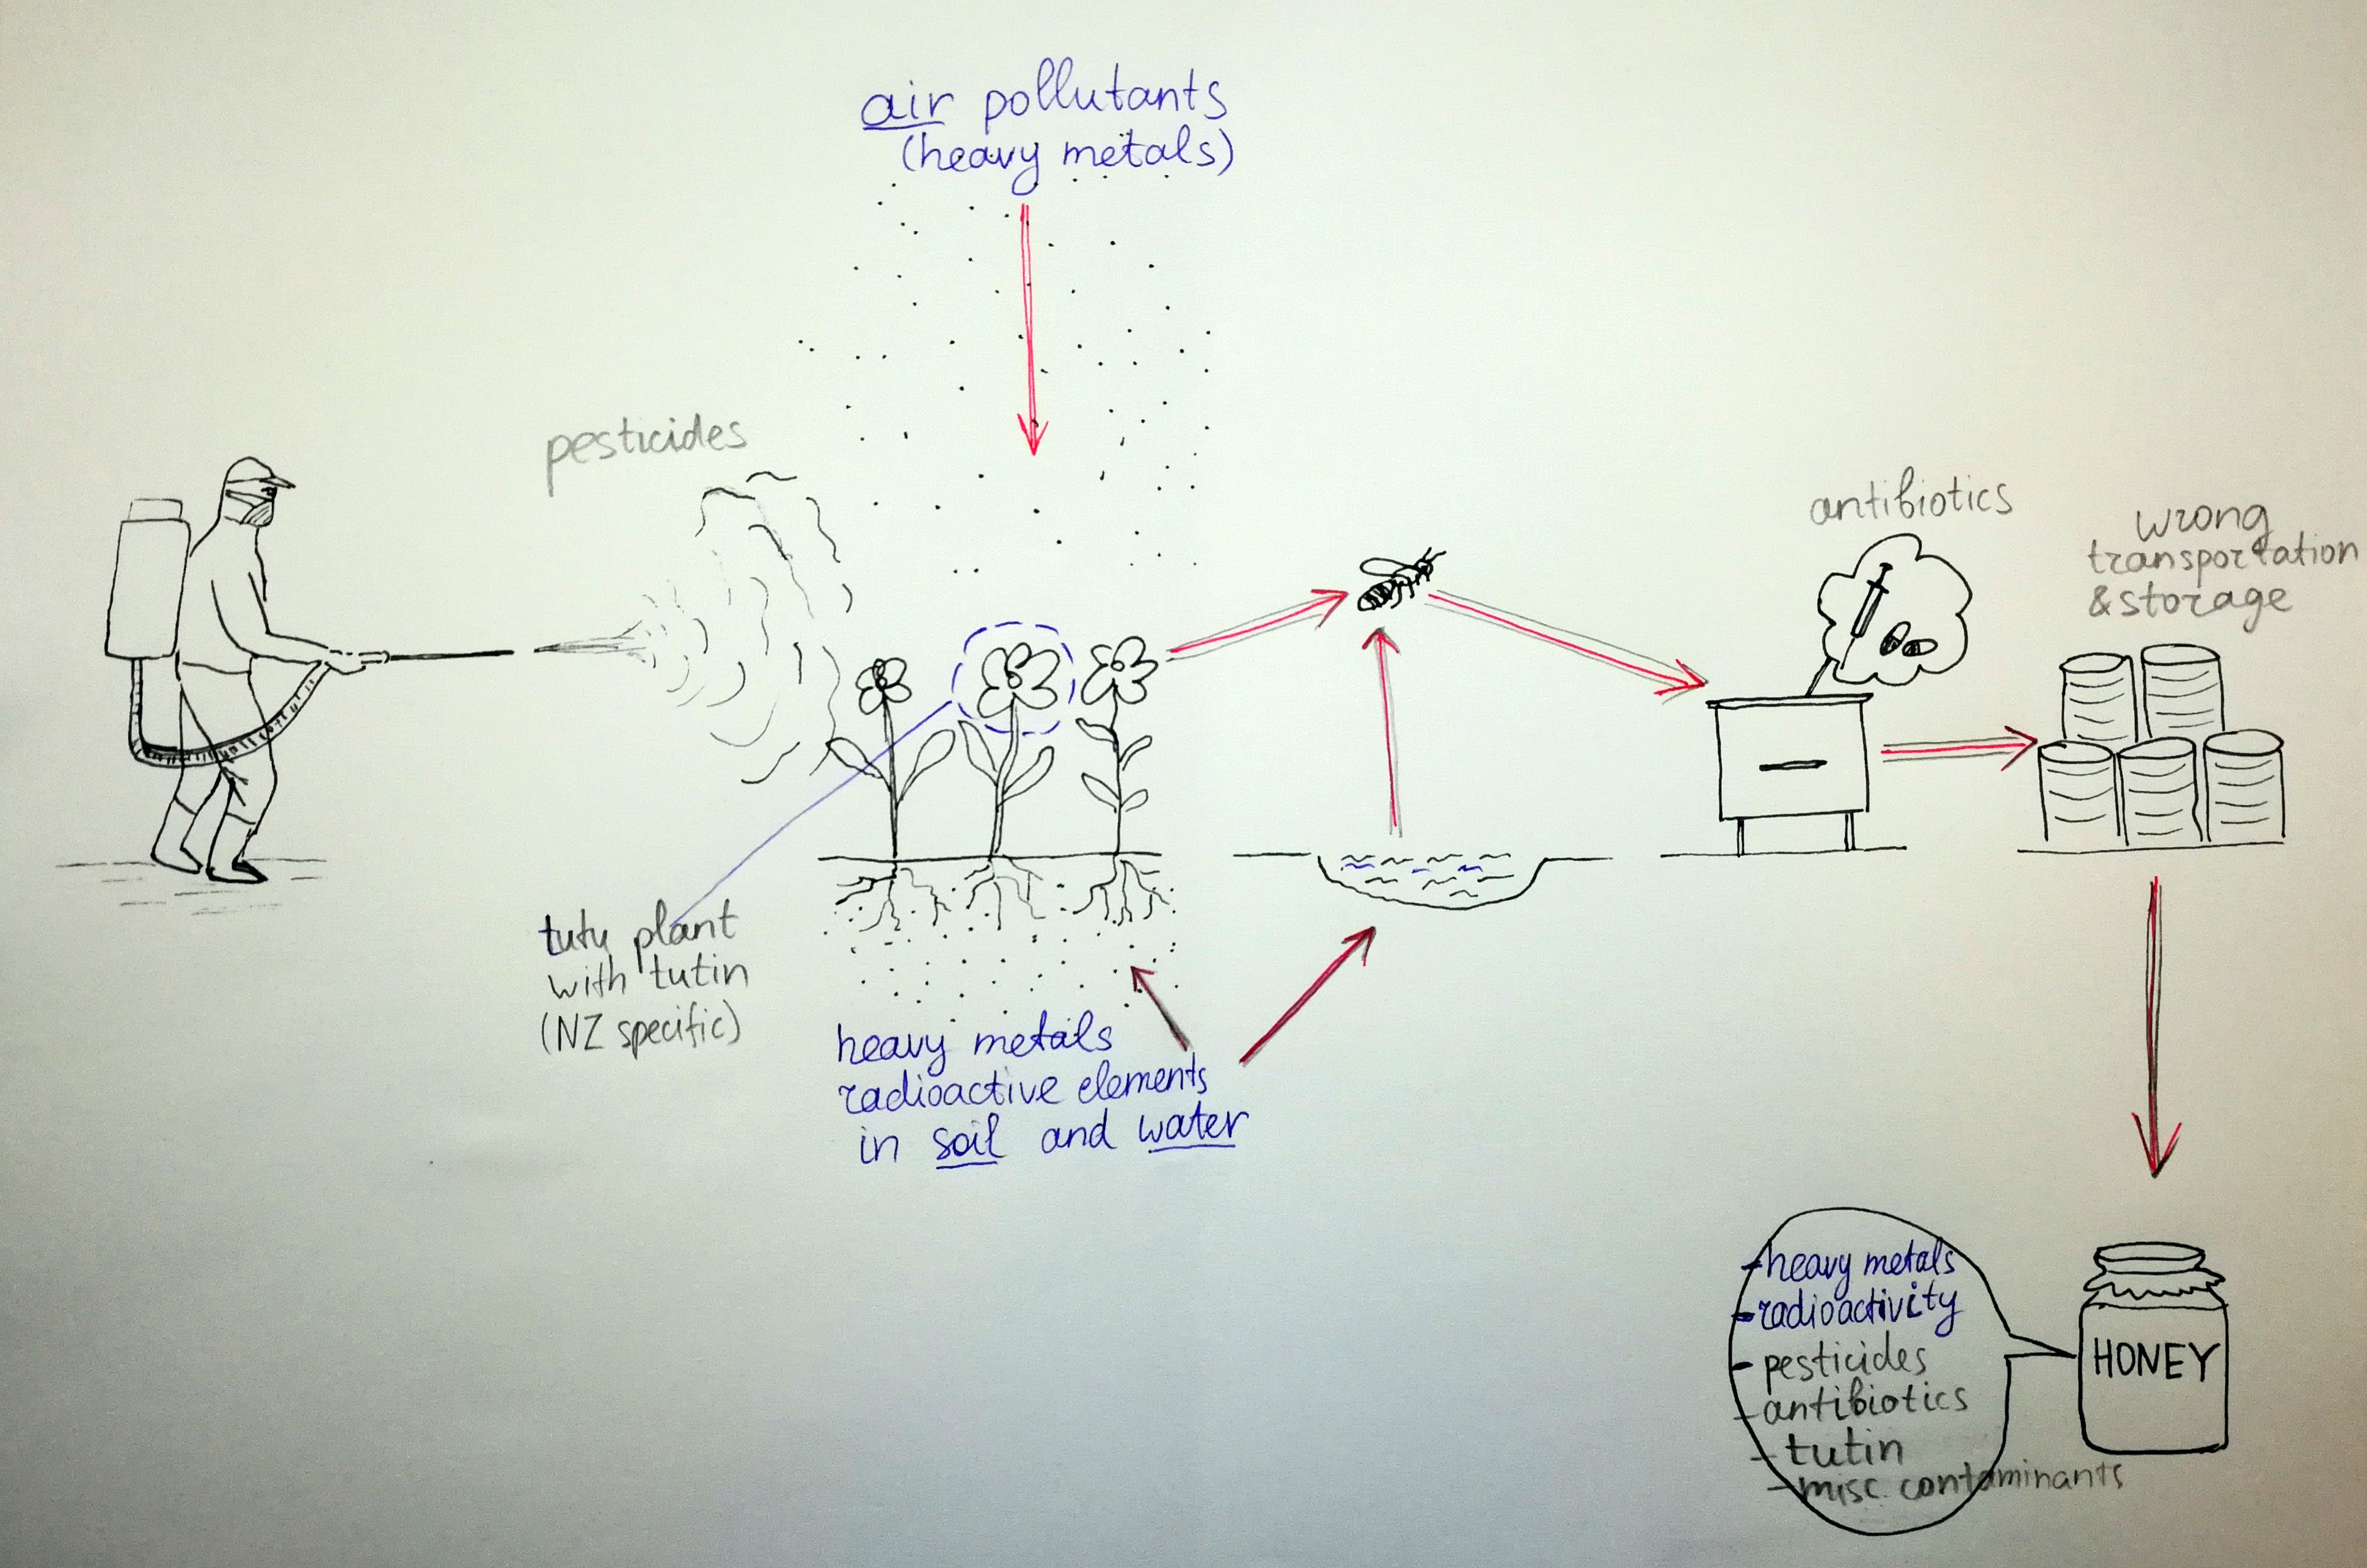 air pollutants
(heavy metals)
pesticides
antibiotics
wrong
transportation
& storage
tutu plant
with tutin
(NZ specific)
heavy metals
radioactive elements
in soil and water
- heavy metals
- radioactivity
- pesticides
- antibiotics
- tutin
- misc. contaminants
HONEY